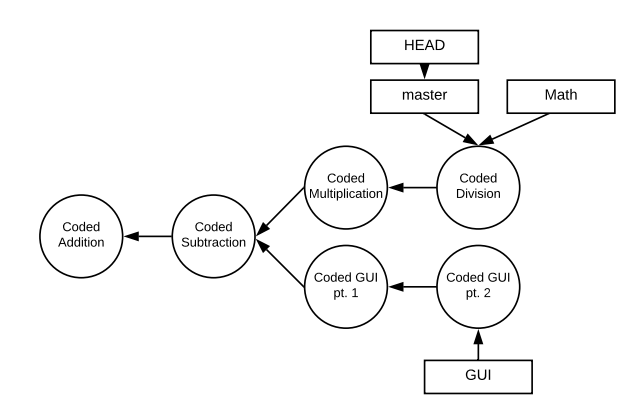 HEAD
master
Math
Coded
Multiplication
Coded
Division
Coded
Addition
Coded
Subtraction
Coded GUI
pt. 1
Coded GUI
pt. 2
GUI